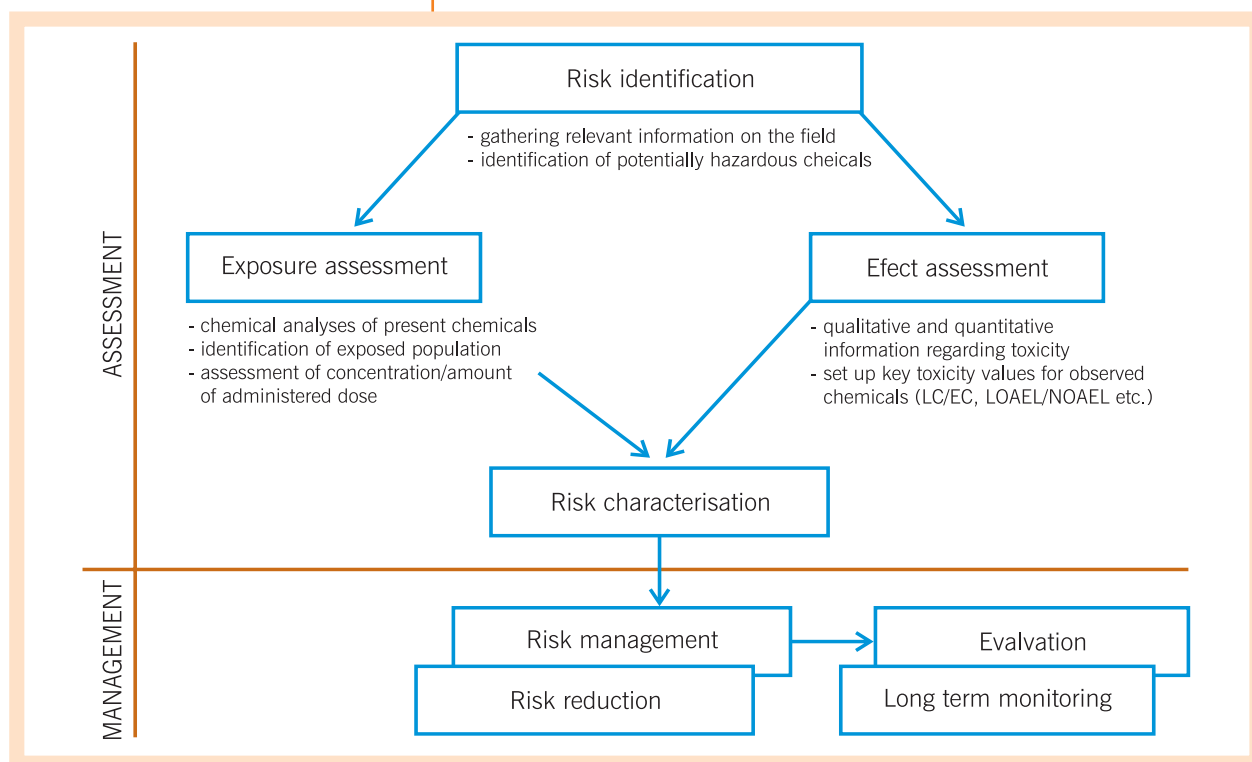 Risk identification
- gathering relevant information on the field
- identification of potentially hazardous cheicals
ASSESSMENT
Exposure assessment
- chemical analyses of present chemicals
- identification of exposed population
- assessment of concentration/amount
of administered dose
Efect assessment
- qualitative and quantitative
information regarding toxicity
- set up key toxicity values for observed
chemicals (LC/EC, LOAEL/NOAEL etc.)
Risk characterisation
MANAGEMENT
Risk management
Risk reduction
Evalvation
Long term monitoring